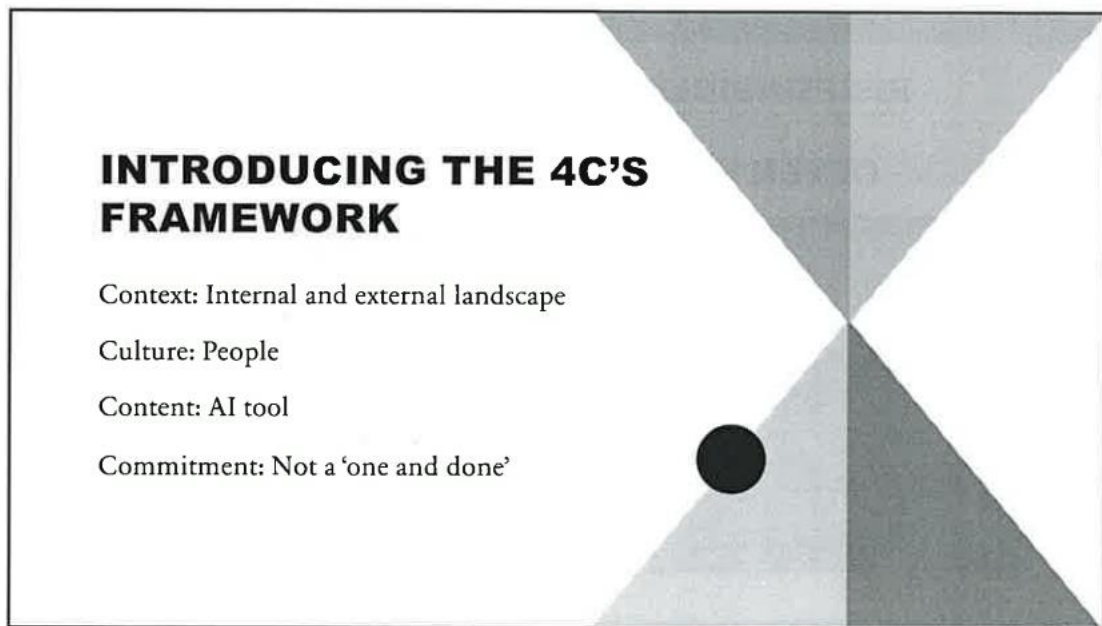 INTRODUCING THE 4C'S
FRAMEWORK
Context: Internal and external landscape
Culture: People
Content: AI tool
Commitment: Not a 'one and done'